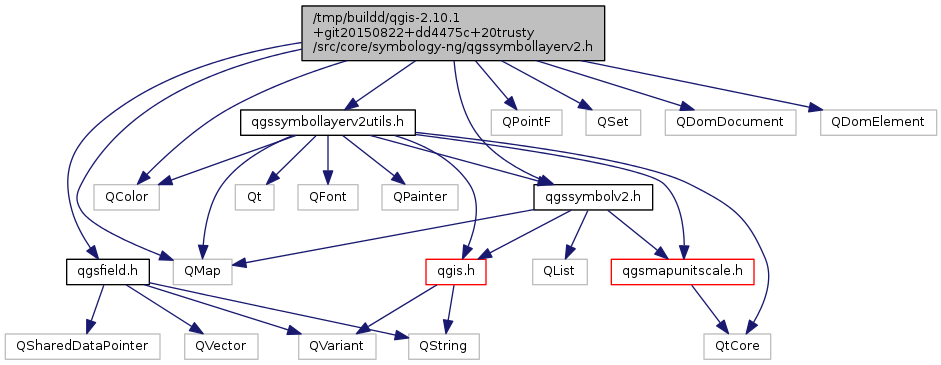 /tmp/buildd/qgis-2.10.1
+git20150822+dd4475c+20trusty
/src/core/symbology-ng/qgssymbollayerv2.h
qgssymbollayerv2utils.h
QPointF
QSet
QDomDocument
QDomElement
QColor
Qt
QFont
QPainter
qgssymbolv2.h
qgsfield.h
QMap
qgis.h
QList
qgsmapunitscale.h
QSharedDataPointer
QVector
QVariant
QString
QtCore